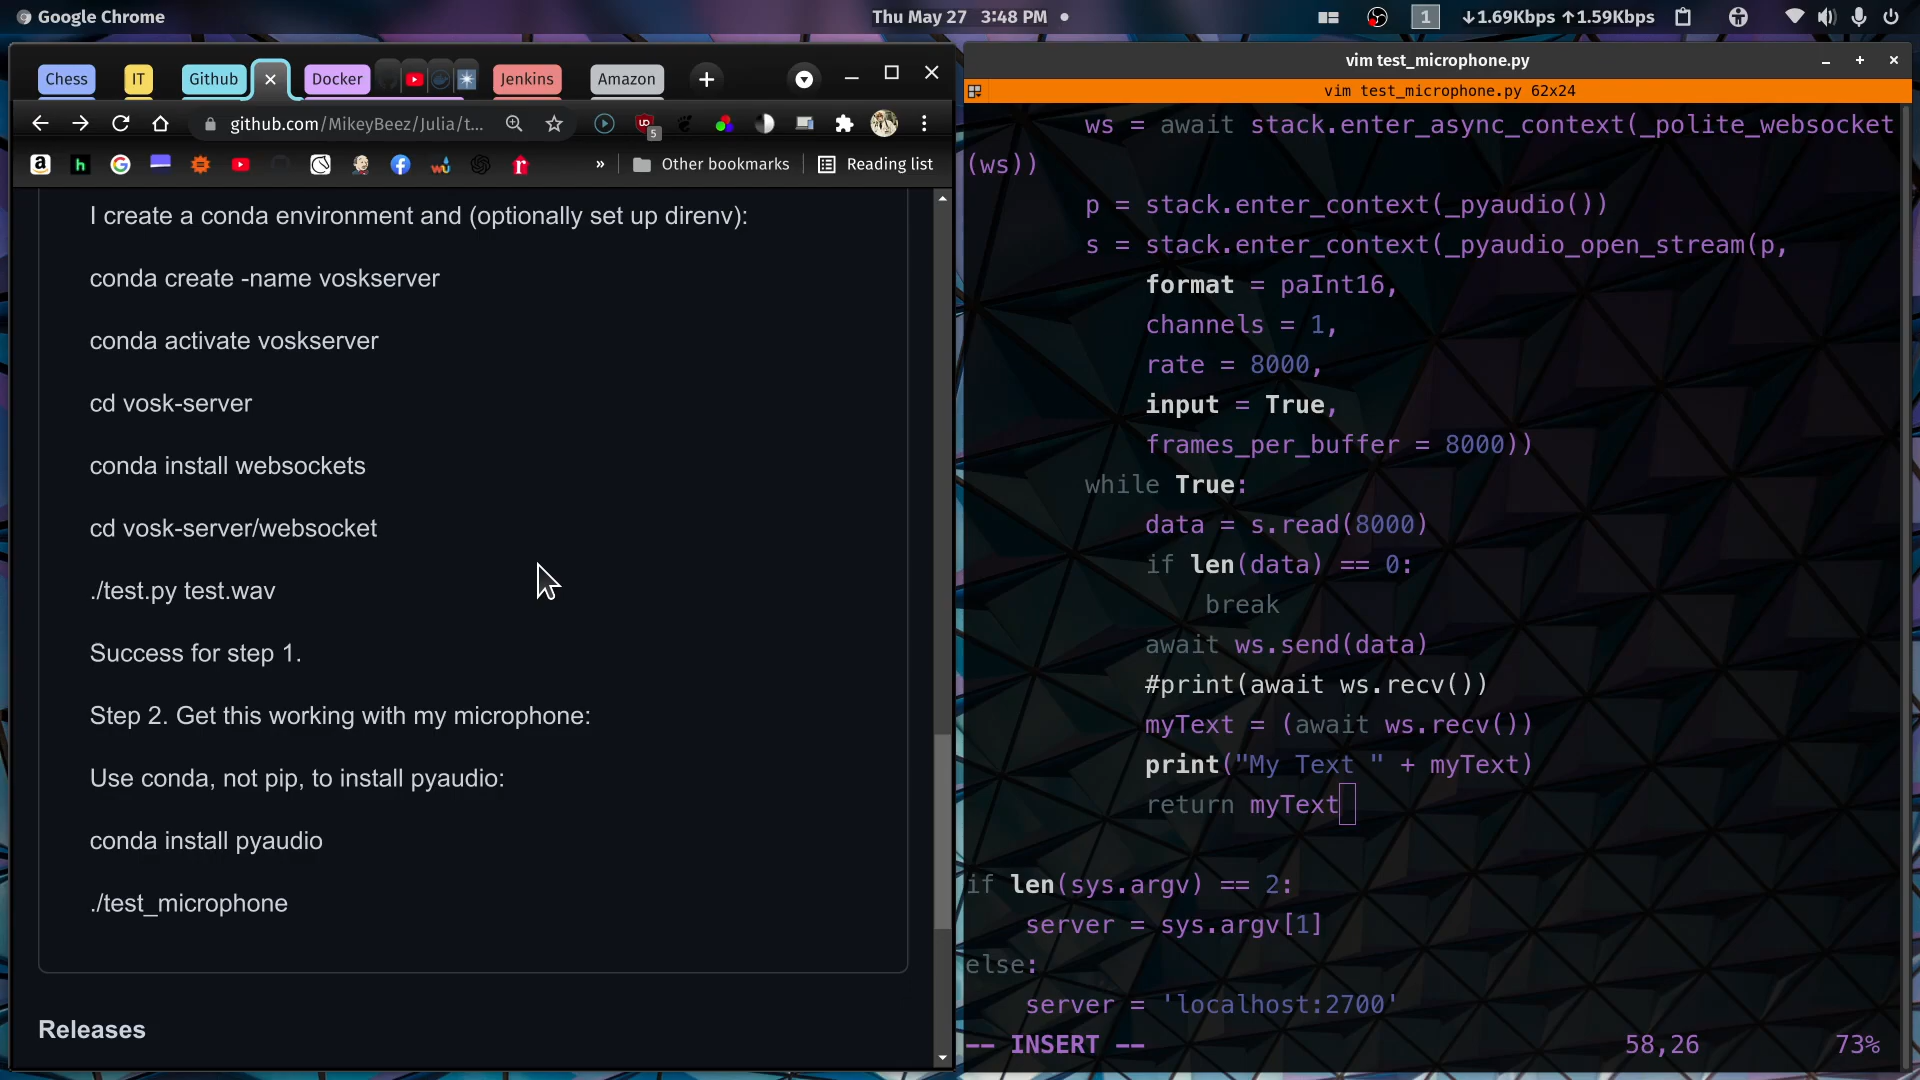 Google Chrome
Thu May 27 3:48 PM
1
↓1.69Kbps ↑1.59Kbps
Chess
IT
Github
Docker
Jenkins
Amazon
github.com/MikeyBeez/Julia/t...
5
Other bookmarks
Reading list
I create a conda environment and (optionally set up direnv):
conda create -name voskserver
conda activate voskserver
cd vosk-server
conda install websockets
cd vosk-server/websocket
./test.py test.wav
Success for step 1.
Step 2. Get this working with my microphone:
Use conda, not pip, to install pyaudio:
conda install pyaudio
./test_microphone
Releases
vim test_microphone.py
vim test_microphone.py 62x24
ws = await stack.enter_async_context(_polite_websocket
(ws))
p = stack.enter_context(_pyaudio())
s = stack.enter_context(_pyaudio_open_stream(p,
format = paInt16,
channels = 1,
rate = 8000,
input = True,
frames_per_buffer = 8000))
while True:
data = s.read(8000)
if len(data) == 0:
break
await ws.send(data)
#print(await ws.recv())
myText = (await ws.recv())
print("My Text " + myText)
return myText
if len(sys.argv) == 2:
server = sys.argv[1]
else:
server = 'localhost:2700'
-- INSERT --
58,26
73%